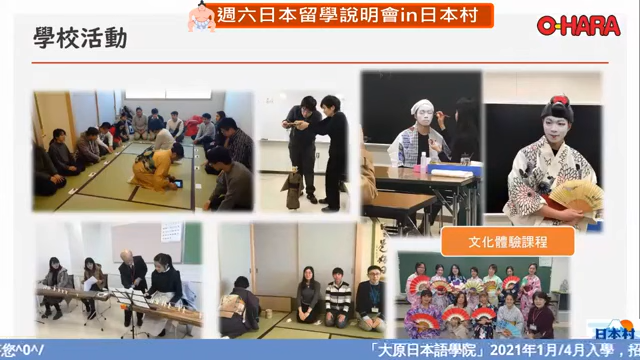 週六日本留學說明會in日本村
O-HARA
學校活動
文化體驗課程
日本村
您^0^/ 「大原日本語學院」2021年1月/4月入學，招